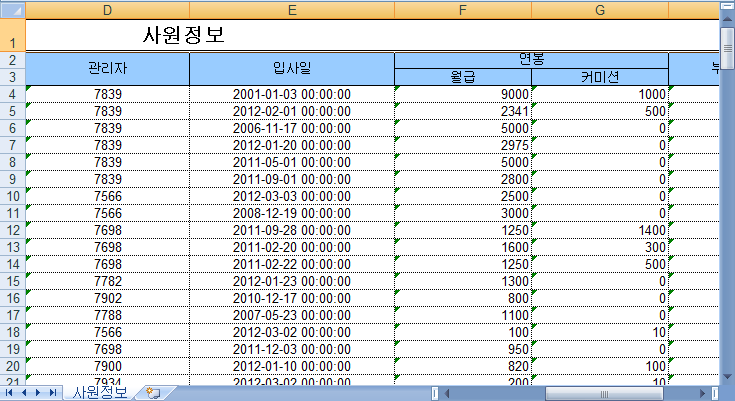 D E F G
1 사원정보
2 관리자 입사일 연봉
3 월급 커미션 부
4 7839 2001-01-03 00:00:00 9000 1000
5 7839 2012-02-01 00:00:00 2341 500
6 7839 2006-11-17 00:00:00 5000 0
7 7839 2012-01-20 00:00:00 2975 0
8 7839 2011-05-01 00:00:00 5000 0
9 7839 2011-09-01 00:00:00 2800 0
10 7566 2012-03-03 00:00:00 2500 0
11 7566 2008-12-19 00:00:00 3000 0
12 7698 2011-09-28 00:00:00 1250 1400
13 7698 2011-02-20 00:00:00 1600 300
14 7698 2011-02-22 00:00:00 1250 500
15 7782 2012-01-23 00:00:00 1300 0
16 7902 2010-12-17 00:00:00 800 0
17 7788 2007-05-23 00:00:00 1100 0
18 7566 2012-03-02 00:00:00 100 10
19 7698 2011-12-03 00:00:00 950 0
20 7900 2012-01-10 00:00:00 820 100
21 7934 2012-03-02 00:00:00 200 10
사원정보